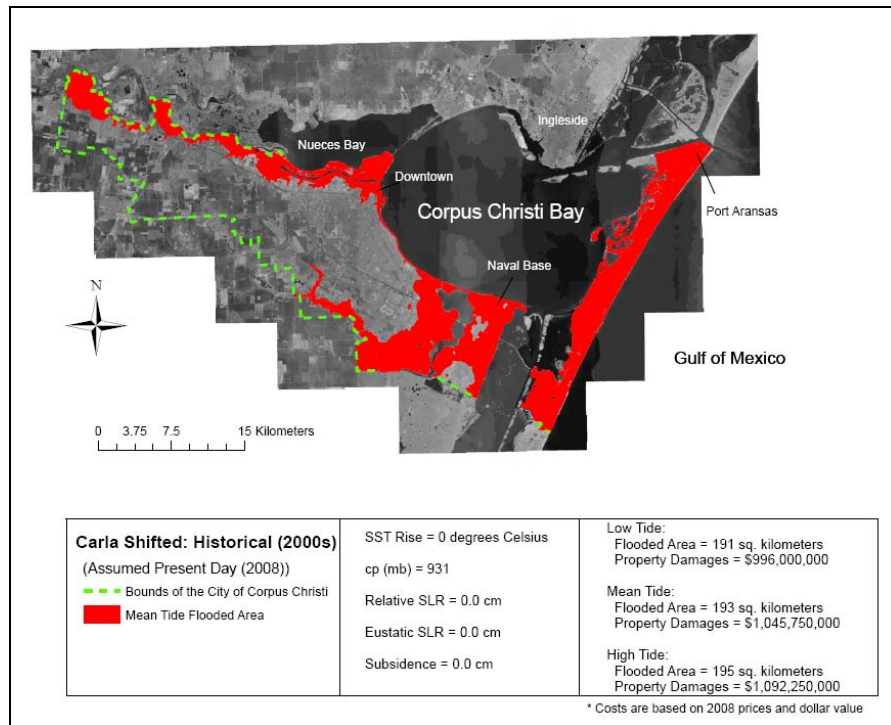 Ingleside
Nueces Bay
Downtown
Port Aransas
Corpus Christi Bay
Naval Base
N
Gulf of Mexico
0 3.75 7.5 15 Kilometers
Carla Shifted: Historical (2000s)
(Assumed Present Day (2008))
Bounds of the City of Corpus Christi
Mean Tide Flooded Area
SST Rise = 0 degrees Celsius
cp (mb) = 931
Relative SLR = 0.0 cm
Eustatic SLR = 0.0 cm
Subsidence = 0.0 cm
Low Tide:
Flooded Area = 191 sq. kilometers
Property Damages = $996,000,000
Mean Tide:
Flooded Area = 193 sq. kilometers
Property Damages = $1,045,750,000
High Tide:
Flooded Area = 195 sq. kilometers
Property Damages = $1,092,250,000
* Costs are based on 2008 prices and dollar value